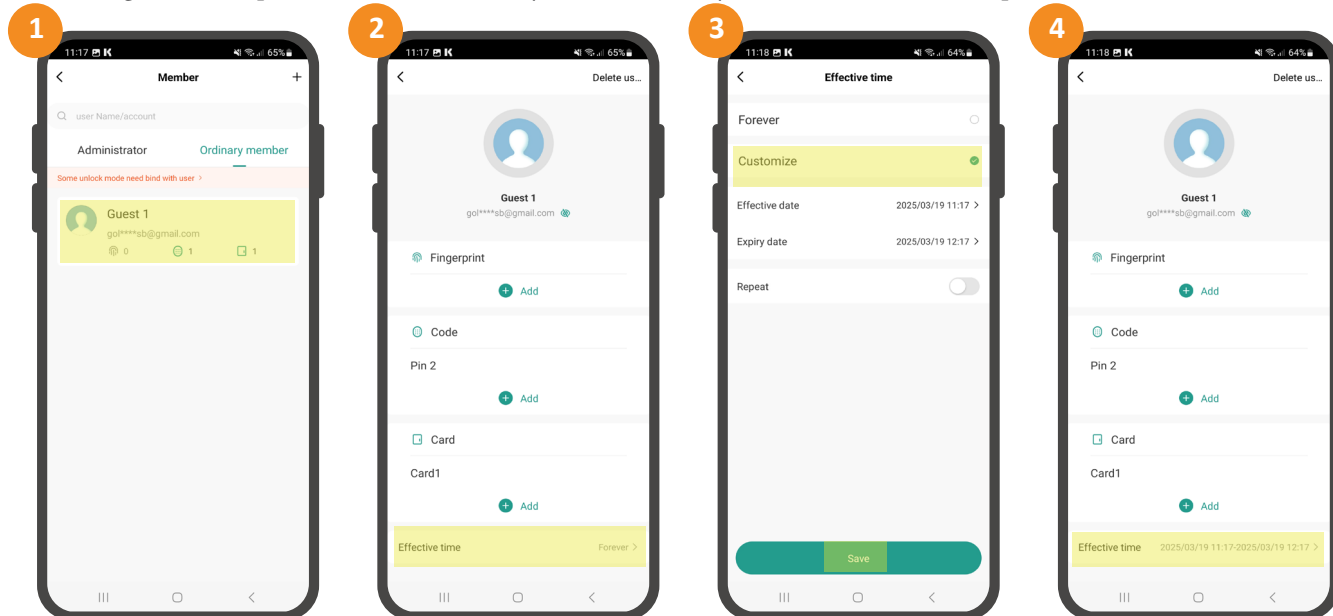 1
11:17 K 65%
Member +
user Name/account
Administrator Ordinary member
Some unlock mode need bind with user >
Guest 1
gol****sb@gmail.com
0 1 1
2
11:17 K 65%
Delete us...
Guest 1
gol****sb@gmail.com
Fingerprint
Add
Code
Pin 2
Add
Card
Card1
Add
Effective time Forever >
3
11:18 K 64%
Effective time
Forever
Customize
Effective date 2025/03/19 11:17 >
Expiry date 2025/03/19 12:17 >
Repeat
Save
4
11:18 K 64%
Delete us...
Guest 1
gol****sb@gmail.com
Fingerprint
Add
Code
Pin 2
Add
Card
Card1
Add
Effective time 2025/03/19 11:17-2025/03/19 12:17 >